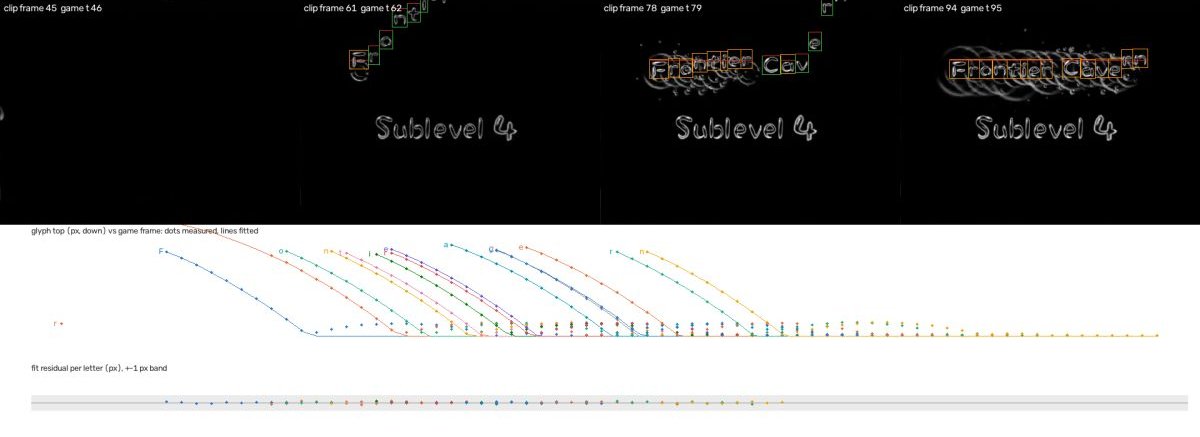 clip frame 45 game t 46
clip frame 61 game t 62
clip frame 78 game t 79
clip frame 94 game t 95
F r o n t i
Frontier Cave r
Frontier Cavern
Sublevel 4
Sublevel 4
Sublevel 4
glyph top (px, down) vs game frame: dots measured, lines fitted
F
o
n
t
i
e
r
a
e
r
n
r
fit residual per letter (px), +-1 px band